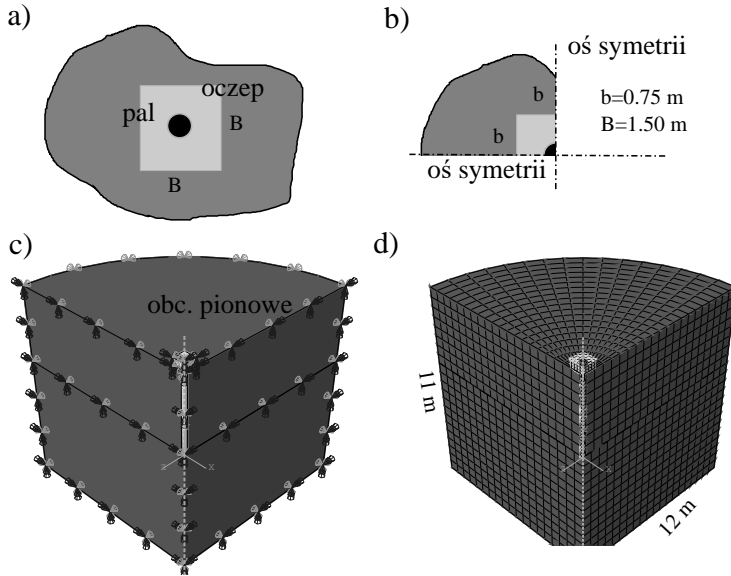 a)
oczep
pal
B
B
b)
oś symetrii
b
b
b=0.75 m
B=1.50 m
oś symetrii
c)
obc. pionowe
z
x
d)
11 m
12 m